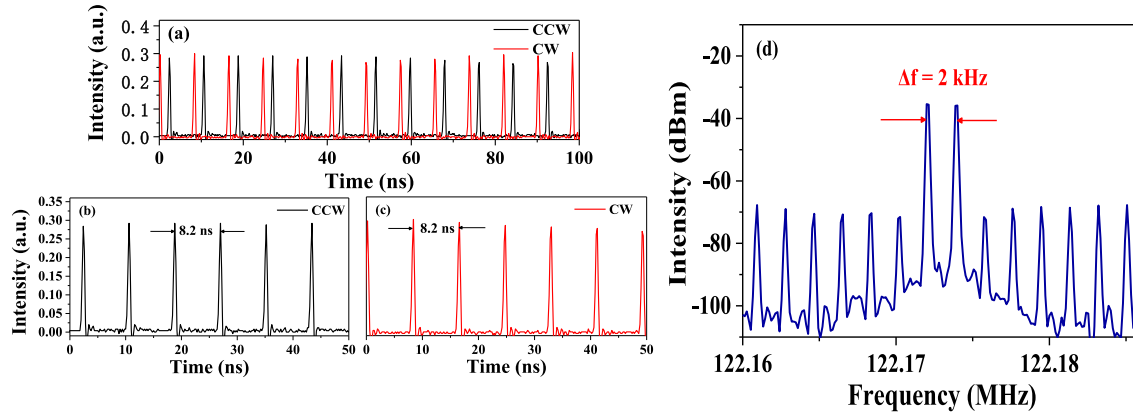 (a)
CCW
CW
Intensity (a.u.)
0.4
0.3
0.2
0.1
0.0
0 20 40 60 80 100
Time (ns)
(b)
CCW
8.2 ns
Intensity (a.u.)
0.35
0.30
0.25
0.20
0.15
0.10
0.05
0.00
0 10 20 30 40 50
Time (ns)
(c)
CW
8.2 ns
0 10 20 30 40 50
Time (ns)
(d)
Δf = 2 kHz
Intensity (dBm)
-20
-40
-60
-80
-100
122.16 122.17 122.18
Frequency (MHz)